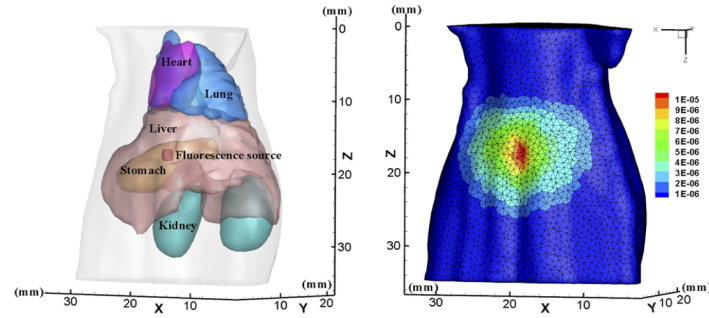 (mm)
0
Heart
Lung
10
Liver
Z
Fluorescence source
Stomach
20
Kidney
30
(mm)
(mm)
30
20
10
10
20
X
Y
(mm)
0
X
Y
Z
10
Z
20
30
1E-05
9E-06
8E-06
7E-06
6E-06
5E-06
4E-06
3E-06
2E-06
1E-06
(mm)
(mm)
30
20
10
10 20
X
Y